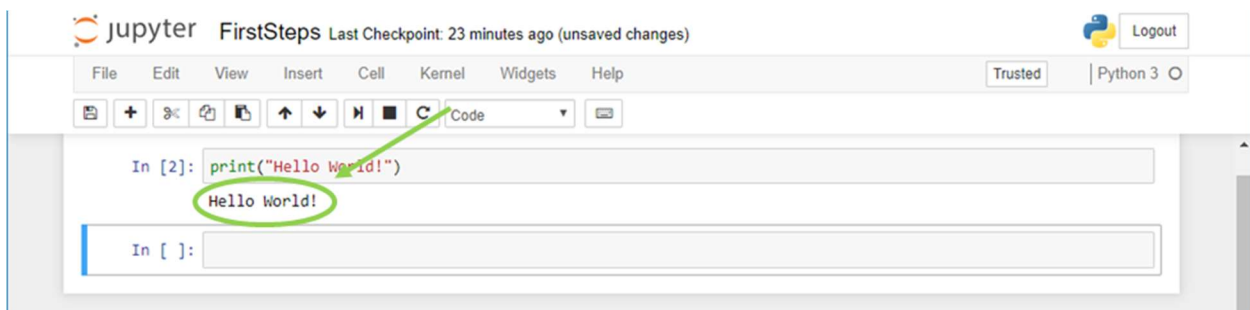 jupyter FirstSteps Last Checkpoint: 23 minutes ago (unsaved changes) Logout
File Edit View Insert Cell Kernel Widgets Help Trusted Python 3
Code
In [2]: print("Hello World!")
Hello World!
In [ ]: